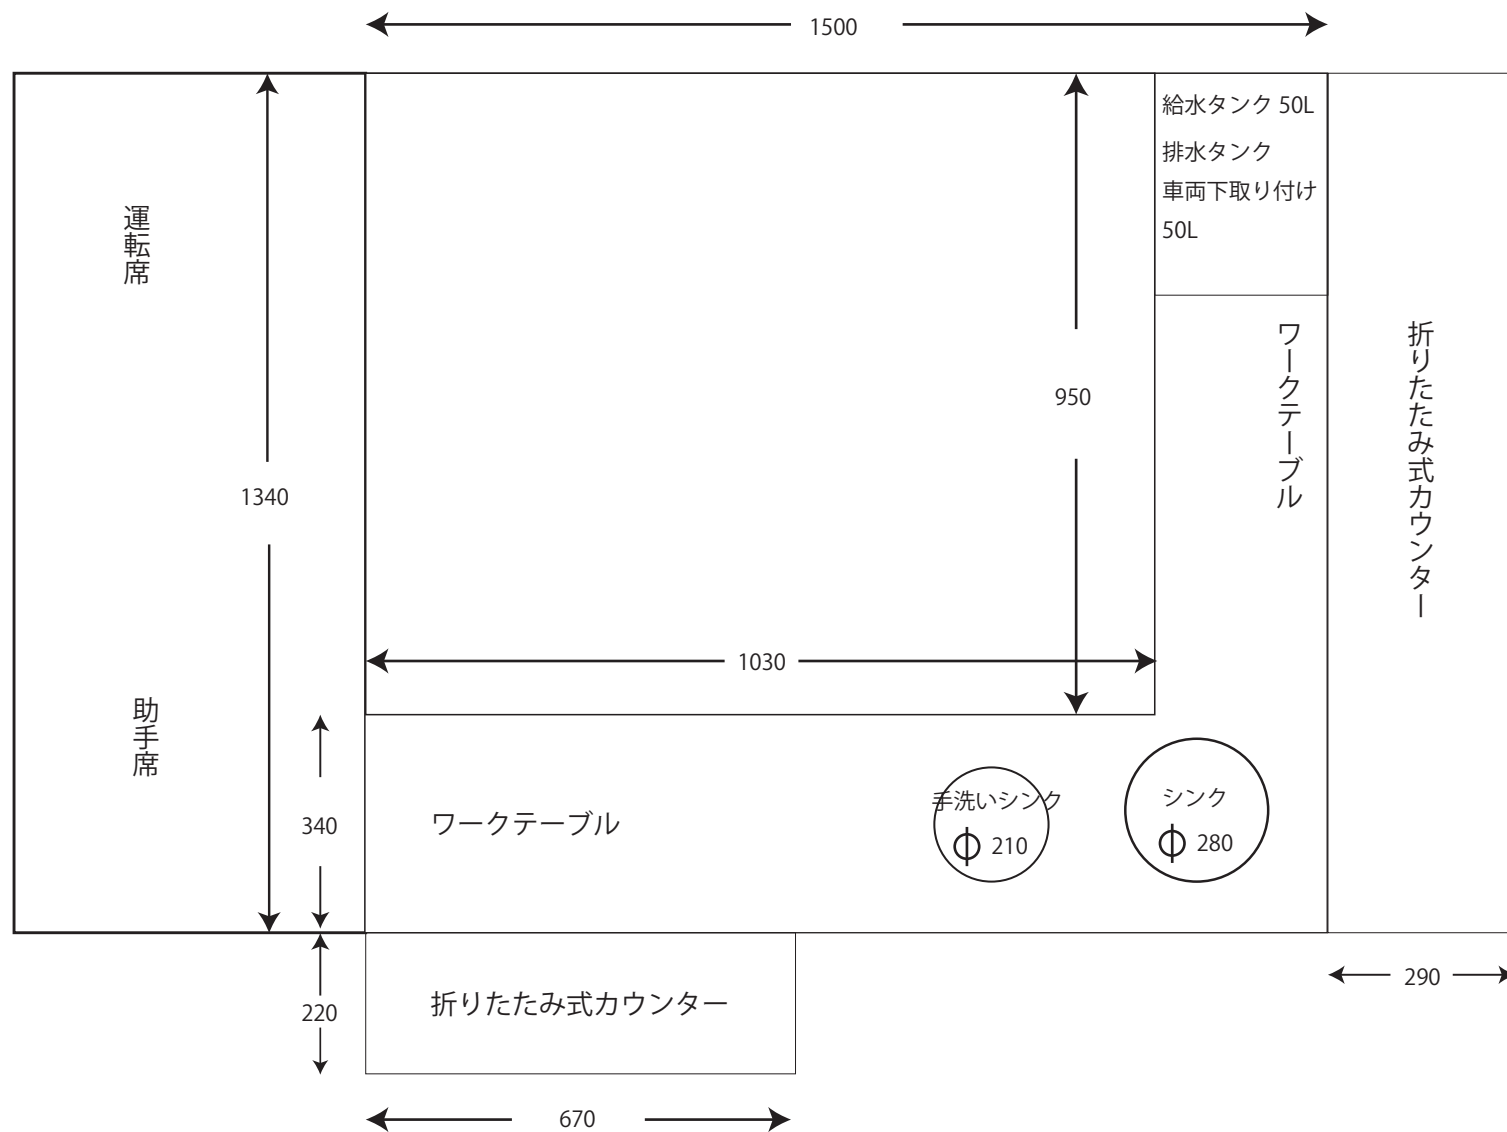 1500
給水タンク 50L
排水タンク
車両下取り付け
50L
運転席
ワークテーブル
折りたたみ式カウンター
950
1340
1030
助手席
340
ワークテーブル
手洗いシンク
Φ 210
シンク
Φ 280
290
220
折りたたみ式カウンター
670